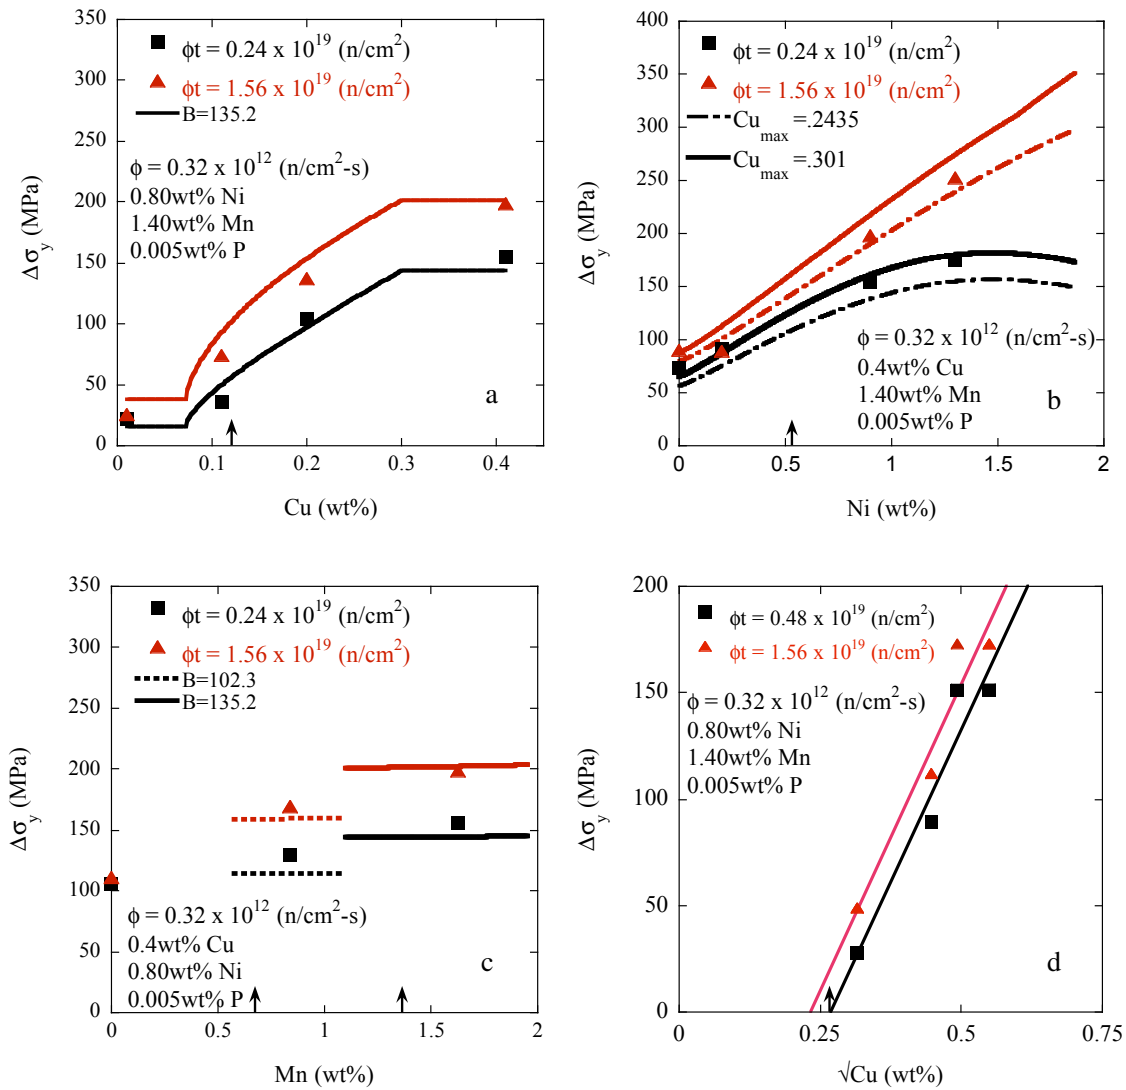 350
300
250
200
150
100
50
0
Δσy (MPa)
ϕt = 0.24 x 10^19 (n/cm^2)
ϕt = 1.56 x 10^19 (n/cm^2)
B=135.2
ϕ = 0.32 x 10^12 (n/cm^2-s)
0.80wt% Ni
1.40wt% Mn
0.005wt% P
a
0 0.1 0.2 0.3 0.4
Cu (wt%)
400
350
300
250
200
150
100
50
0
Δσy (MPa)
ϕt = 0.24 x 10^19 (n/cm^2)
ϕt = 1.56 x 10^19 (n/cm^2)
Cu_max =.2435
Cu_max =.301
ϕ = 0.32 x 10^12 (n/cm^2-s)
0.4wt% Cu
1.40wt% Mn
0.005wt% P
b
0 0.5 1 1.5 2
Ni (wt%)
350
300
250
200
150
100
50
0
Δσy (MPa)
ϕt = 0.24 x 10^19 (n/cm^2)
ϕt = 1.56 x 10^19 (n/cm^2)
B=102.3
B=135.2
ϕ = 0.32 x 10^12 (n/cm^2-s)
0.4wt% Cu
0.80wt% Ni
0.005wt% P
c
0 0.5 1 1.5 2
Mn (wt%)
200
150
100
50
0
Δσy (MPa)
ϕt = 0.48 x 10^19 (n/cm^2)
ϕt = 1.56 x 10^19 (n/cm^2)
ϕ = 0.32 x 10^12 (n/cm^2-s)
0.80wt% Ni
1.40wt% Mn
0.005wt% P
d
0 0.25 0.5 0.75
√Cu (wt%)